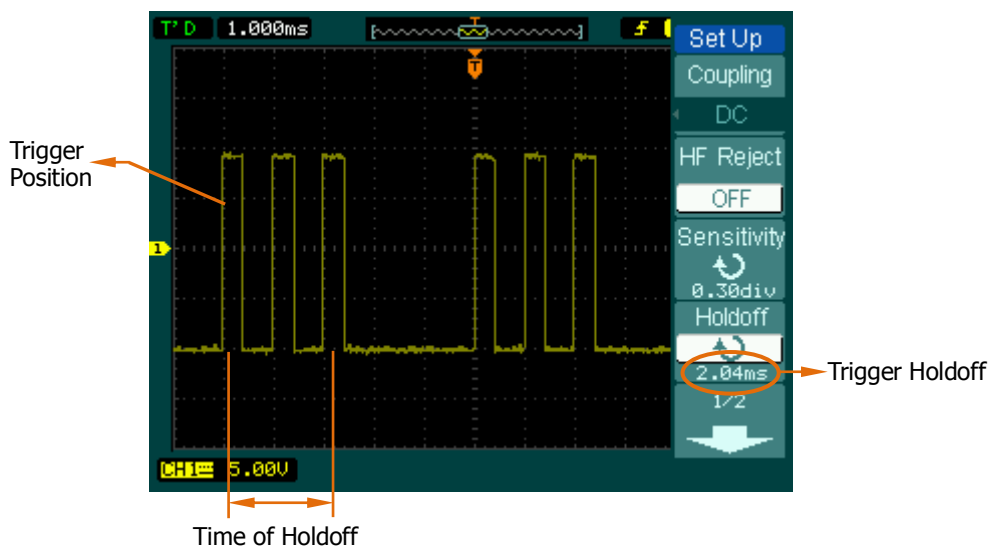 T'D 1.000ms
T
T
Set Up
Coupling
DC
HF Reject
OFF
Sensitivity
0.30div
Holdoff
2.04ms
1/2
Trigger
Position
1
Trigger Holdoff
CH1 5.00V
Time of Holdoff